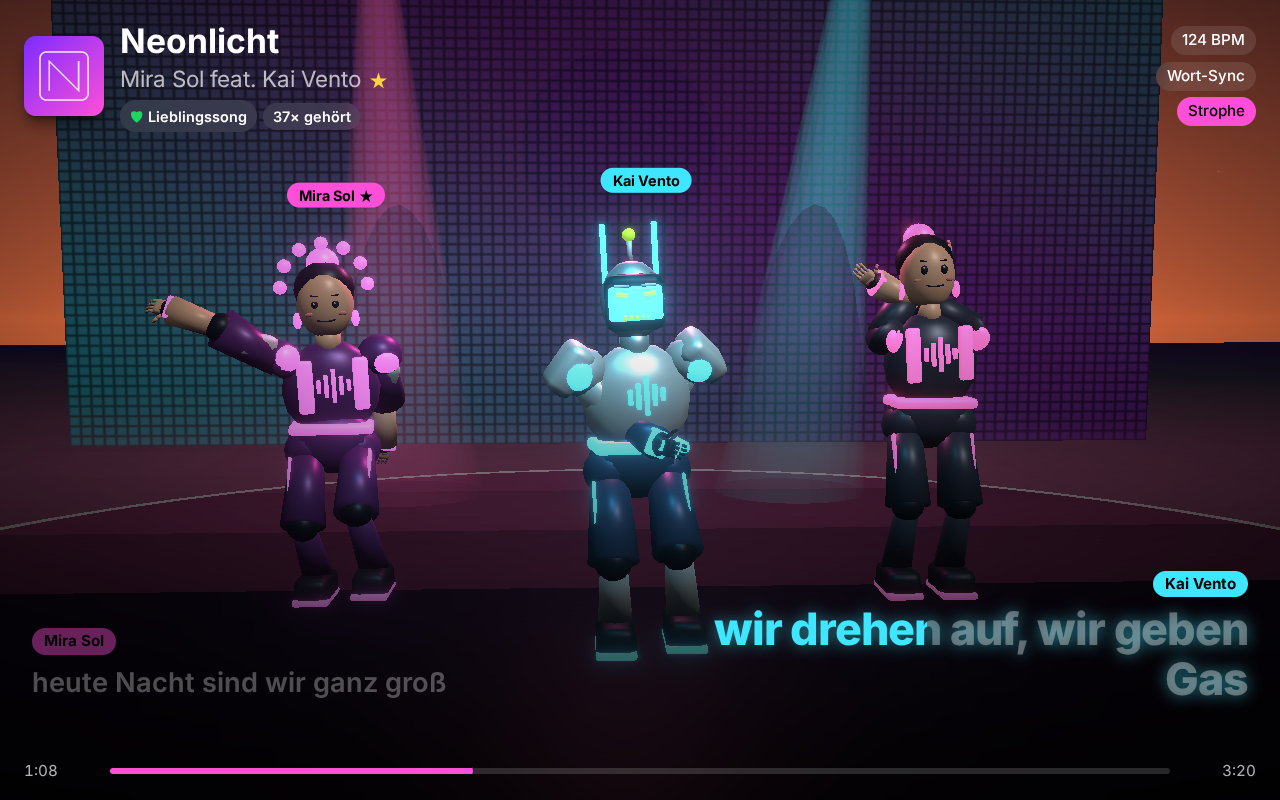 N
Neonlicht
Mira Sol feat. Kai Vento ★
Lieblingssong
37× gehört
124 BPM
Wort-Sync
Strophe
Mira Sol ★
Kai Vento
Kai Vento
wir drehen auf, wir geben
Gas
Mira Sol
heute Nacht sind wir ganz groß
1:08
3:20